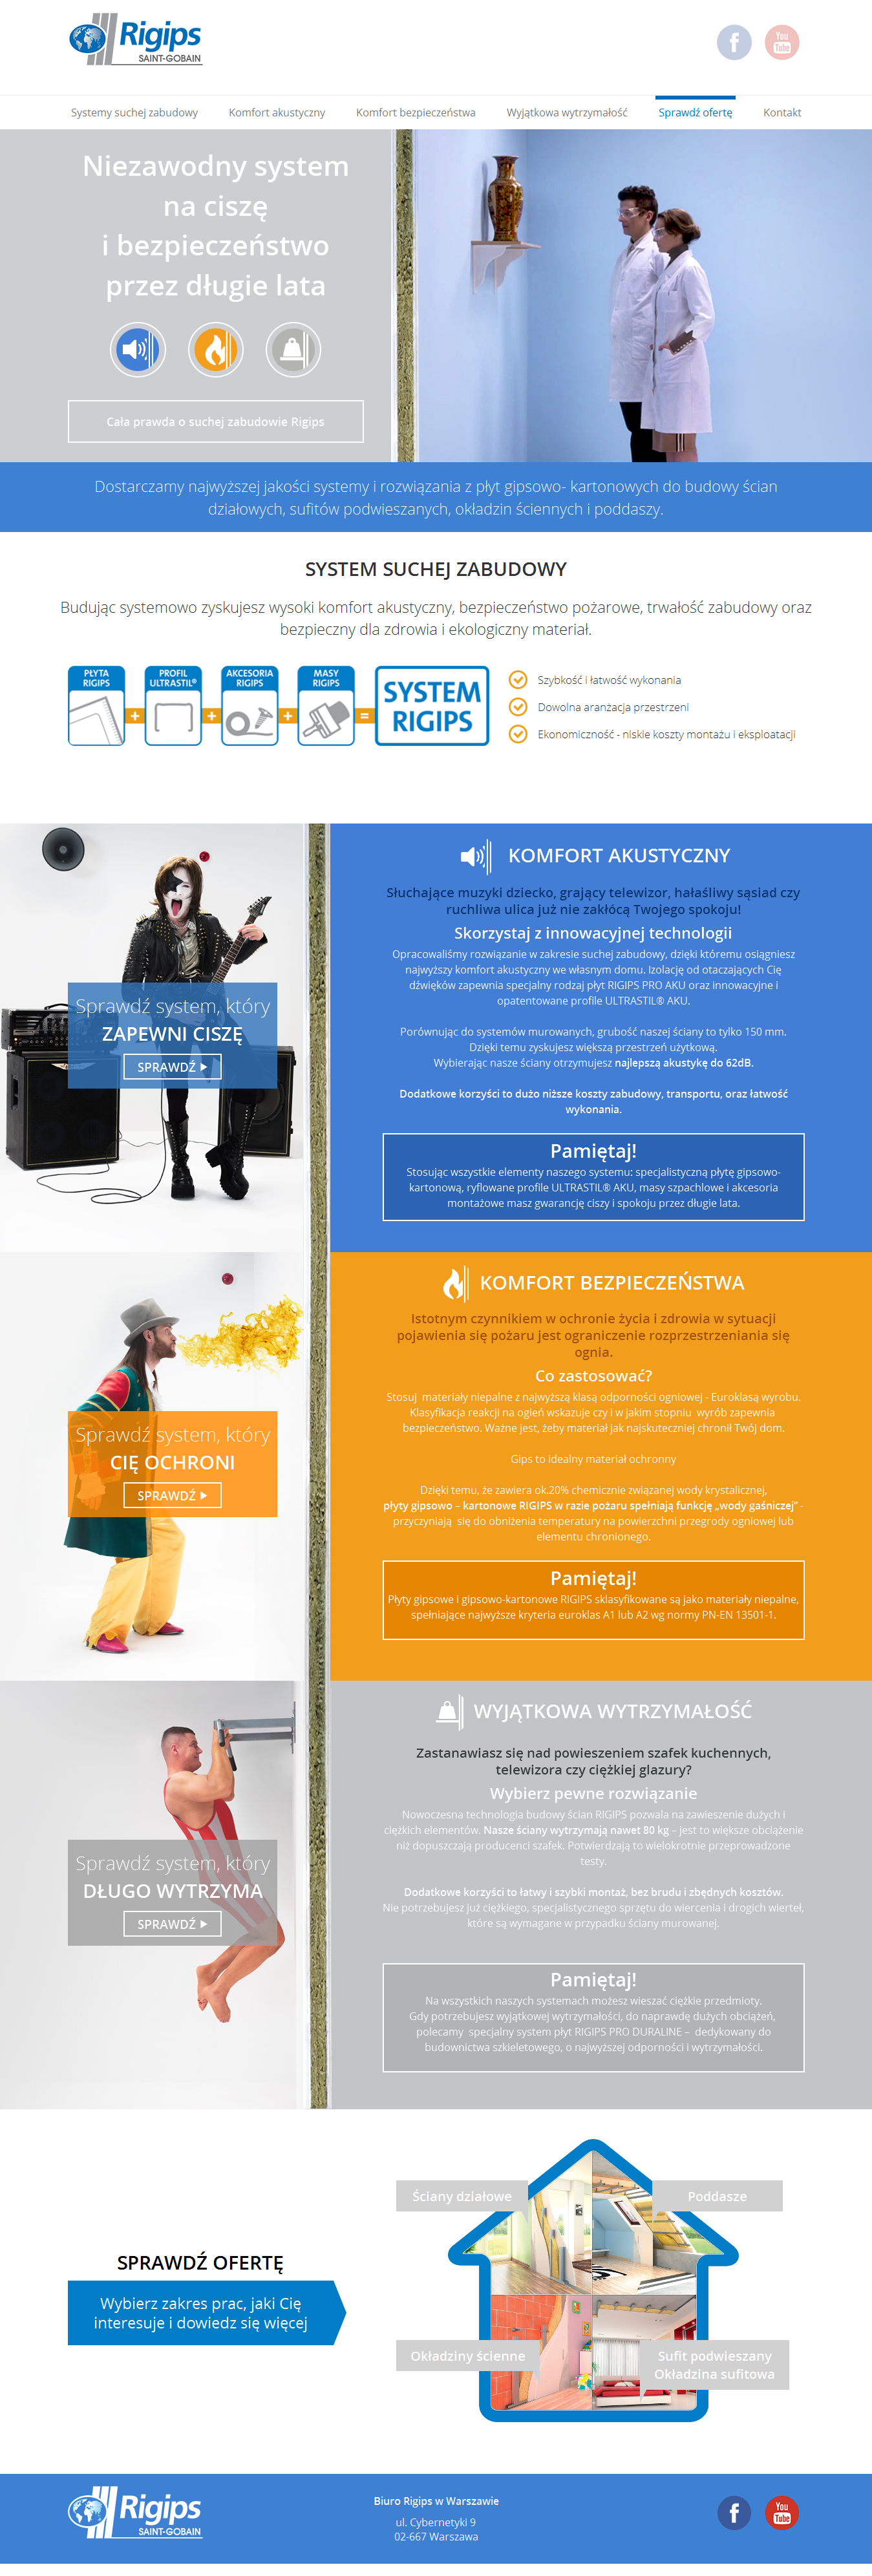 Rigips
SAINT-GOBAIN
f
You
Tube
Systemy suchej zabudowy
Komfort akustyczny
Komfort bezpieczeństwa
Wyjątkowa wytrzymałość
Sprawdź ofertę
Kontakt
Niezawodny system
na ciszę
i bezpieczeństwo
przez długie lata
Cała prawda o suchej zabudowie Rigips
Dostarczamy najwyższej jakości systemy i rozwiązania z płyt gipsowo- kartonowych do budowy ścian
działowych, sufitów podwieszanych, okładzin ściennych i poddaszy.
SYSTEM SUCHEJ ZABUDOWY
Budując systemowo zyskujesz wysoki komfort akustyczny, bezpieczeństwo pożarowe, trwałość zabudowy oraz
bezpieczny dla zdrowia i ekologiczny materiał.
PŁYTA
RIGIPS
+
PROFIL
ULTRASTIL®
+
AKCESORIA
RIGIPS
+
MASY
RIGIPS
=
SYSTEM
RIGIPS
Szybkość i łatwość wykonania
Dowolna aranżacja przestrzeni
Ekonomiczność - niskie koszty montażu i eksploatacji
Sprawdź system, który
ZAPEWNI CISZĘ
SPRAWDŹ
KOMFORT AKUSTYCZNY
Słuchające muzyki dziecko, grający telewizor, hałaśliwy sąsiad czy
ruchliwa ulica już nie zakłócą Twojego spokoju!
Skorzystaj z innowacyjnej technologii
Opracowaliśmy rozwiązanie w zakresie suchej zabudowy, dzięki któremu osiągniesz
najwyższy komfort akustyczny we własnym domu. Izolację od otaczających Cię
dźwięków zapewnia specjalny rodzaj płyt RIGIPS PRO AKU oraz innowacyjne i
opatentowane profile ULTRASTIL® AKU.
Porównując do systemów murowanych, grubość naszej ściany to tylko 150 mm.
Dzięki temu zyskujesz większą przestrzeń użytkową.
Wybierając nasze ściany otrzymujesz najlepszą akustykę do 62dB.
Dodatkowe korzyści to dużo niższe koszty zabudowy, transportu, oraz łatwość
wykonania.
Pamiętaj!
Stosując wszystkie elementy naszego systemu: specjalistyczną płytę gipsowo-
kartonową, ryflowane profile ULTRASTIL® AKU, masy szpachlowe i akcesoria
montażowe masz gwarancję ciszy i spokoju przez długie lata.
Sprawdź system, który
CIĘ OCHRONI
SPRAWDŹ
KOMFORT BEZPIECZEŃSTWA
Istotnym czynnikiem w ochronie życia i zdrowia w sytuacji
pojawienia się pożaru jest ograniczenie rozprzestrzeniania się
ognia.
Co zastosować?
Stosuj  materiały niepalne z najwyższą klasą odporności ogniowej - Euroklasą wyrobu.
Klasyfikacja reakcji na ogień wskazuje czy i w jakim stopniu  wyrób zapewnia
bezpieczeństwo. Ważne jest, żeby materiał jak najskuteczniej chronił Twój dom.
Gips to idealny materiał ochronny
Dzięki temu, że zawiera ok.20% chemicznie związanej wody krystalicznej,
płyty gipsowo – kartonowe RIGIPS w razie pożaru spełniają funkcję „wody gaśniczej” -
przyczyniają  się do obniżenia temperatury na powierzchni przegrody ogniowej lub
elementu chronionego.
Pamiętaj!
Płyty gipsowe i gipsowo-kartonowe RIGIPS sklasyfikowane są jako materiały niepalne,
spełniające najwyższe kryteria euroklas A1 lub A2 wg normy PN-EN 13501-1.
Sprawdź system, który
DŁUGO WYTRZYMA
SPRAWDŹ
WYJĄTKOWA WYTRZYMAŁOŚĆ
Zastanawiasz się nad powieszeniem szafek kuchennych,
telewizora czy ciężkiej glazury?
Wybierz pewne rozwiązanie
Nowoczesna technologia budowy ścian RIGIPS pozwala na zawieszenie dużych i
ciężkich elementów. Nasze ściany wytrzymają nawet 80 kg – jest to większe obciążenie
niż dopuszczają producenci szafek. Potwierdzają to wielokrotnie przeprowadzone
testy.
Dodatkowe korzyści to łatwy i szybki montaż, bez brudu i zbędnych kosztów.
Nie potrzebujesz już ciężkiego, specjalistycznego sprzętu do wiercenia i drogich wierteł,
które są wymagane w przypadku ściany murowanej.
Pamiętaj!
Na wszystkich naszych systemach możesz wieszać ciężkie przedmioty.
Gdy potrzebujesz wyjątkowej wytrzymałości, do naprawdę dużych obciążeń,
polecamy  specjalny system płyt RIGIPS PRO DURALINE –  dedykowany do
budownictwa szkieletowego, o najwyższej odporności i wytrzymałości.
Ściany działowe
Poddasze
SPRAWDŹ OFERTĘ
Wybierz zakres prac, jaki Cię
interesuje i dowiedz się więcej
Okładziny ścienne
Sufit podwieszany
Okładzina sufitowa
Rigips
SAINT-GOBAIN
Biuro Rigips w Warszawie
ul. Cybernetyki 9
02-667 Warszawa
f
You
Tube